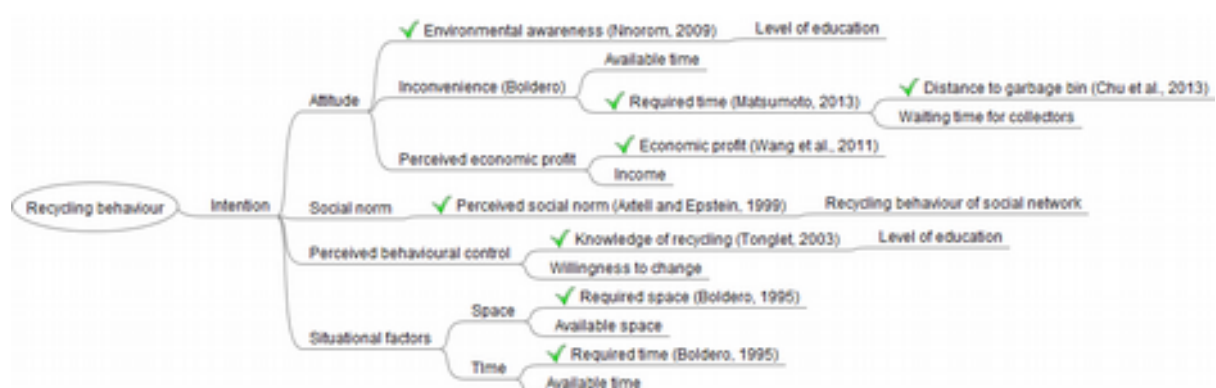 Environmental awareness (Nnorom, 2009)
Level of education
Available time
Inconvenience (Boldero)
Attitude
Required time (Matsumoto, 2013)
Distance to garbage bin (Chu et al., 2013)
Waiting time for collectors
Economic profit (Wang et al., 2011)
Perceived economic profit
Income
Recycling behaviour
Intention
Social norm
Perceived social norm (Axtell and Epstein, 1999)
Recycling behaviour of social network
Knowledge of recycling (Tonglet, 2003)
Level of education
Perceived behavioural control
Willingness to change
Required space (Boldero, 1995)
Space
Available space
Situational factors
Required time (Boldero, 1995)
Time
Available time